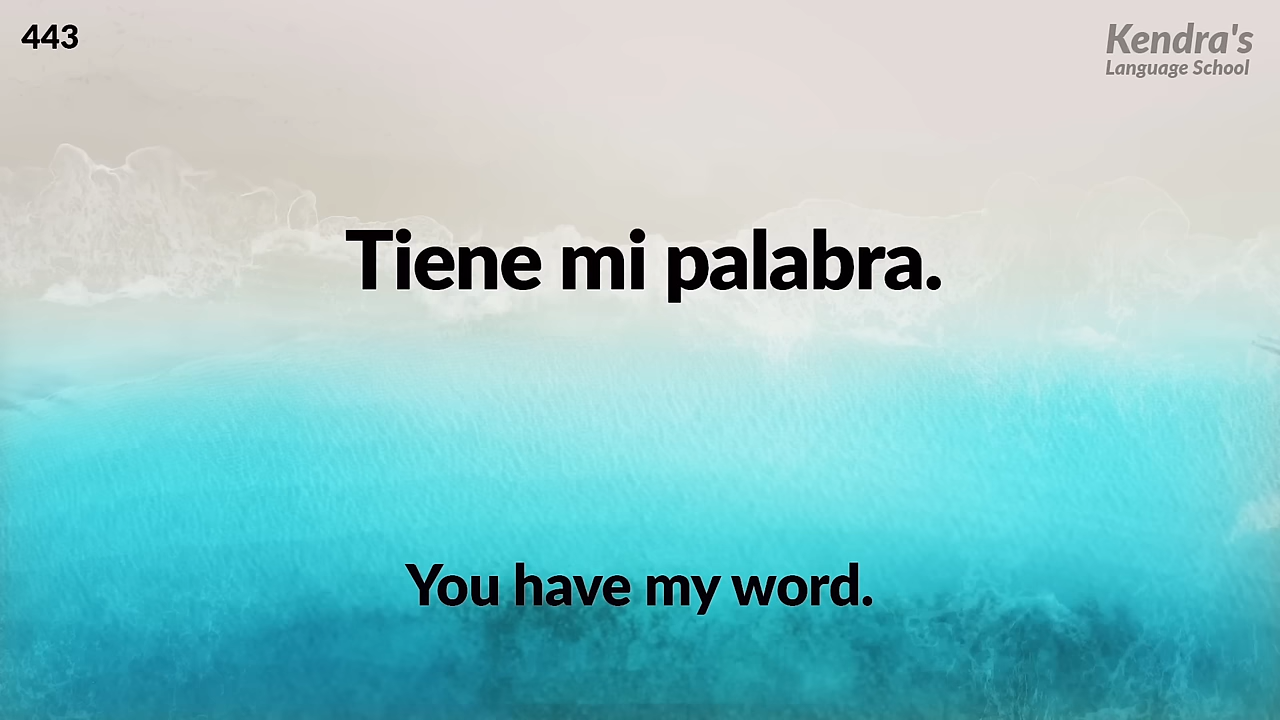 443
Kendra's
Language School
Tiene mi palabra.
You have my word.